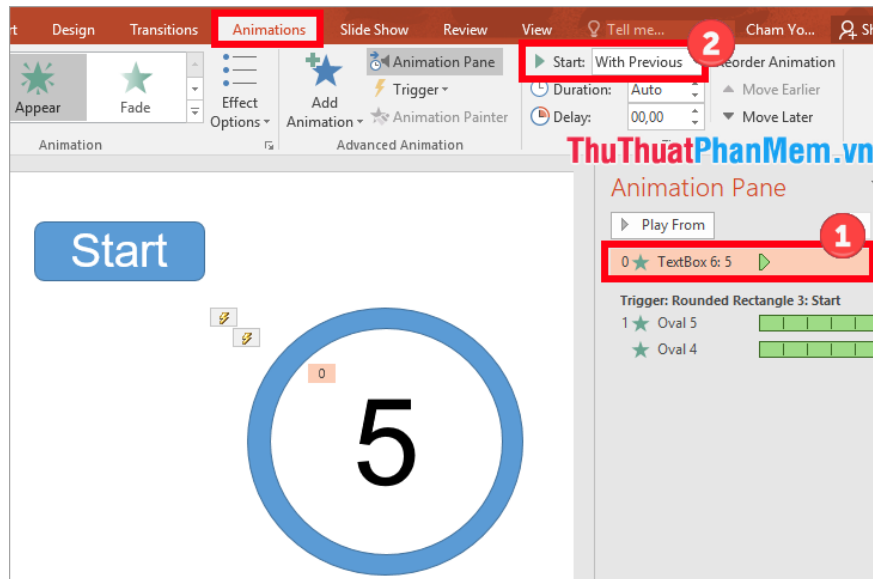 Design Transitions Animations Slide Show Review View Tell me... Cham Yo...
2
Appear Fade
Effect Options
Add Animation
Animation Pane
Trigger
Animation Painter
Start: With Previous
Duration: Auto
Delay: 00,00
Reorder Animation
Move Earlier
Move Later
Animation Advanced Animation
ThuThuatPhanMem.vn
Animation Pane
Play From
1
0 TextBox 6: 5
Trigger: Rounded Rectangle 3: Start
1 Oval 5
Oval 4
Start
0
5